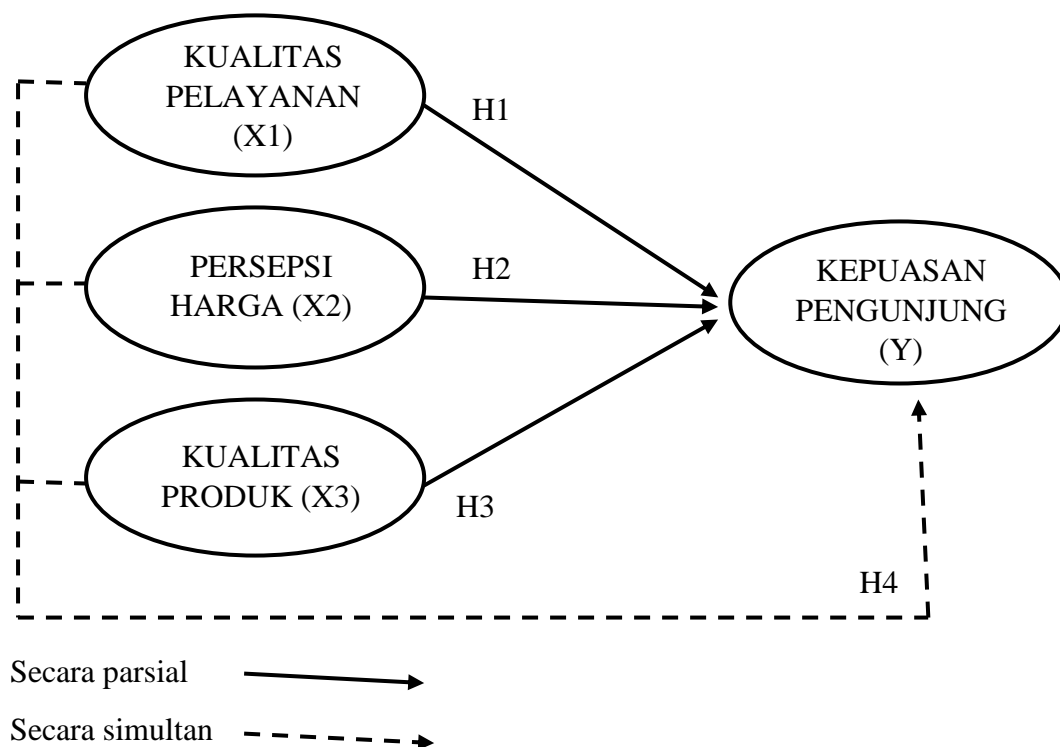 KUALITAS
PELAYANAN
(X1)
H1
PERSEPSI
HARGA (X2)
H2
KUALITAS
PRODUK (X3)
H3
KEPUASAN
PENGUNJUNG
(Y)
H4
Secara parsial
Secara simultan